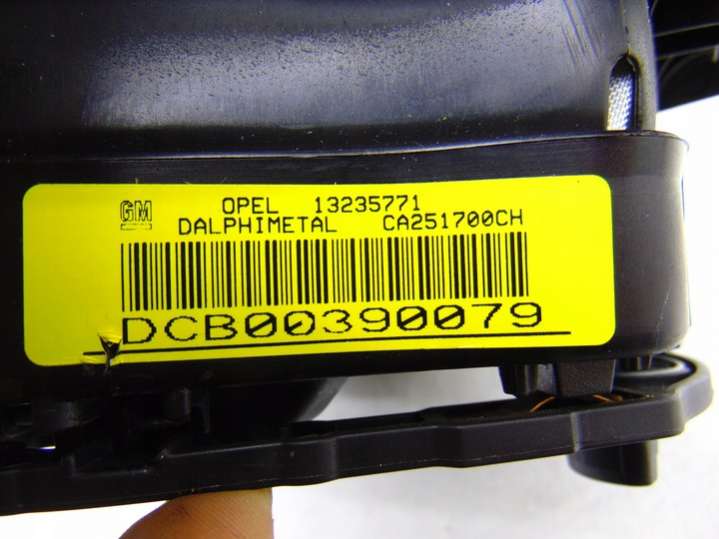 GM
OPEL 13235771
DALPHIMETAL CA251700CH
DCB00390079